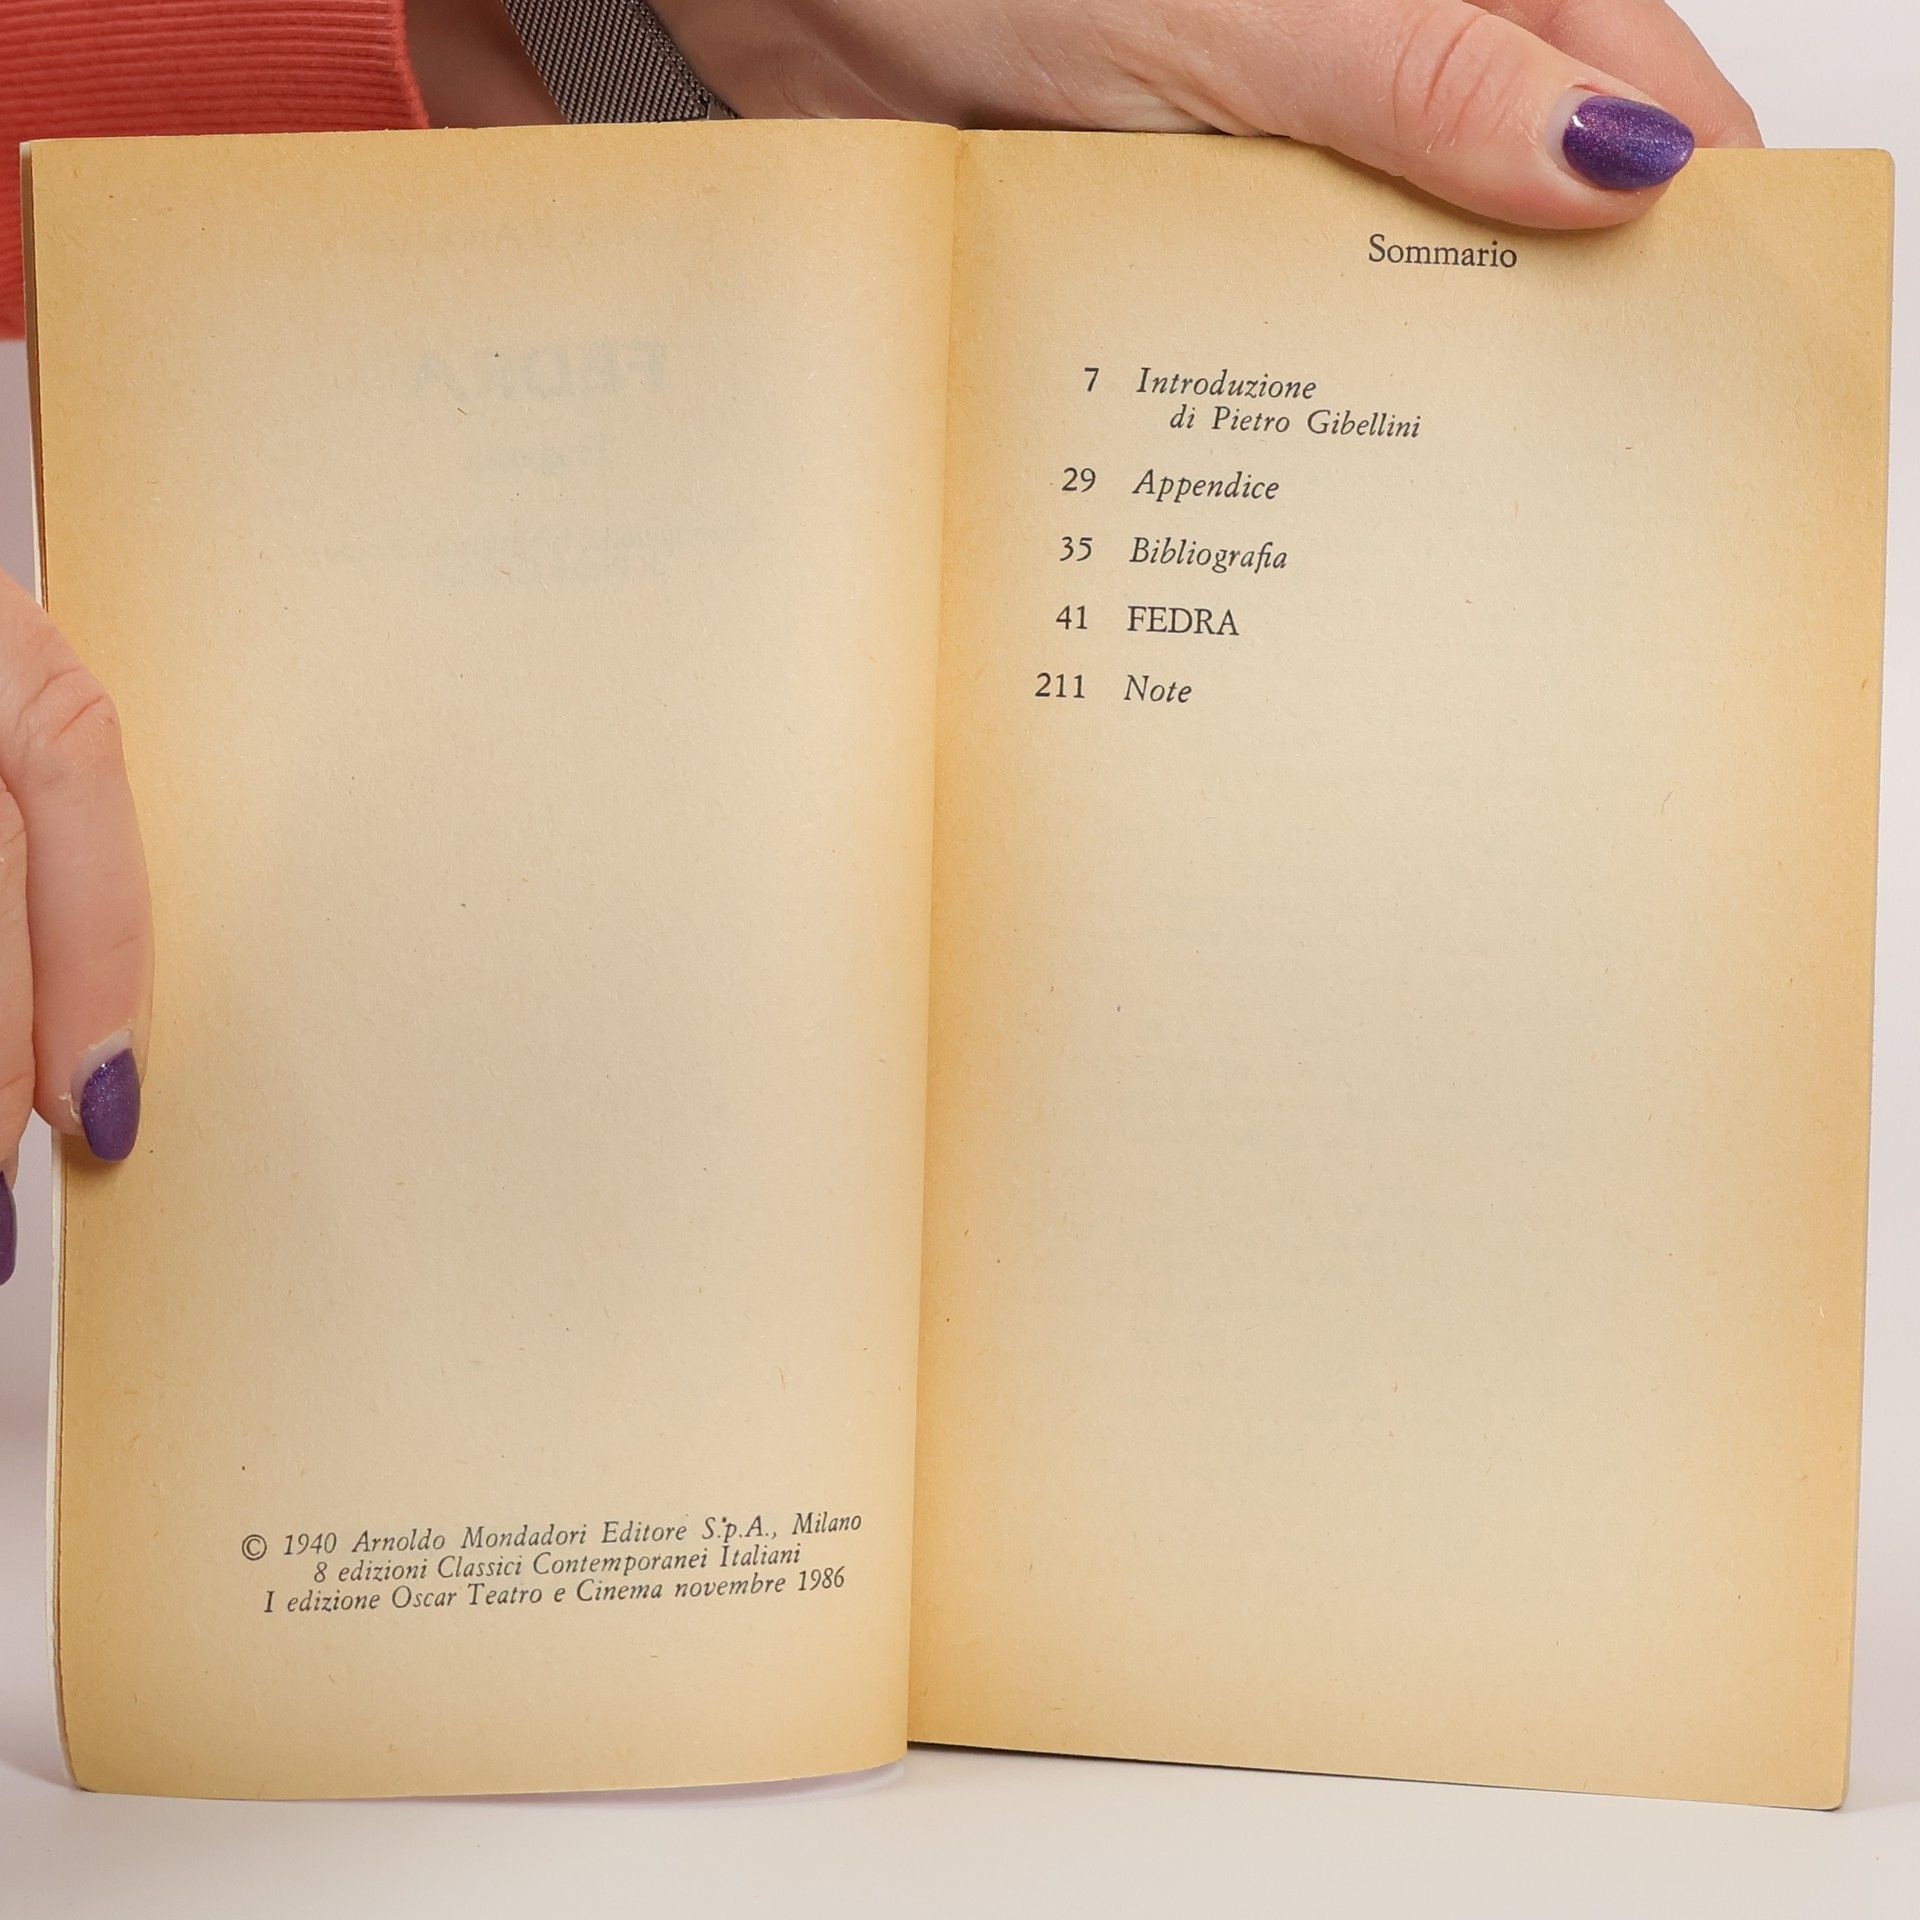 © 1940 Arnoldo Mondadori Editore S.p.A., Milano
8 edizioni Classici Contemporanei Italiani
I edizione Oscar Teatro e Cinema novembre 1986
Sommario
7 Introduzione
di Pietro Gibellini
29 Appendice
35 Bibliografia
41 FEDRA
211 Note